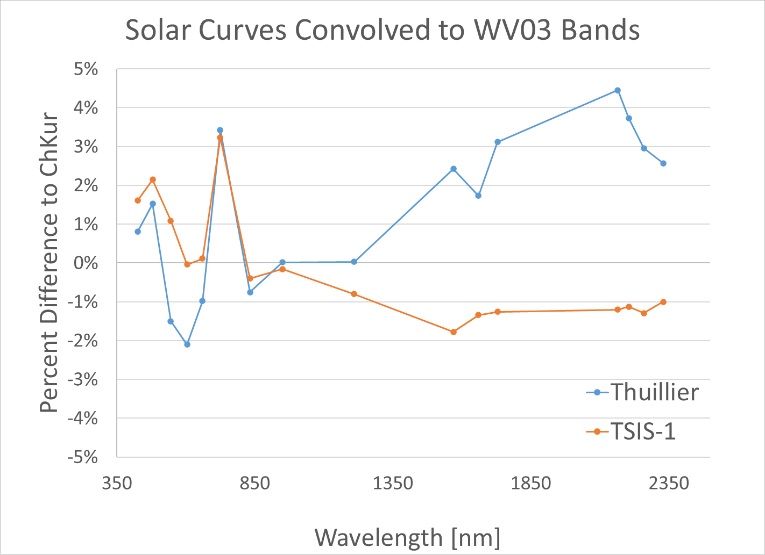 Solar Curves Convolved to WV03 Bands
Percent Difference to ChKur
5%
4%
3%
2%
1%
0%
-1%
-2%
-3%
-4%
-5%
Thuillier
TSIS-1
350 850 1350 1850 2350
Wavelength [nm]